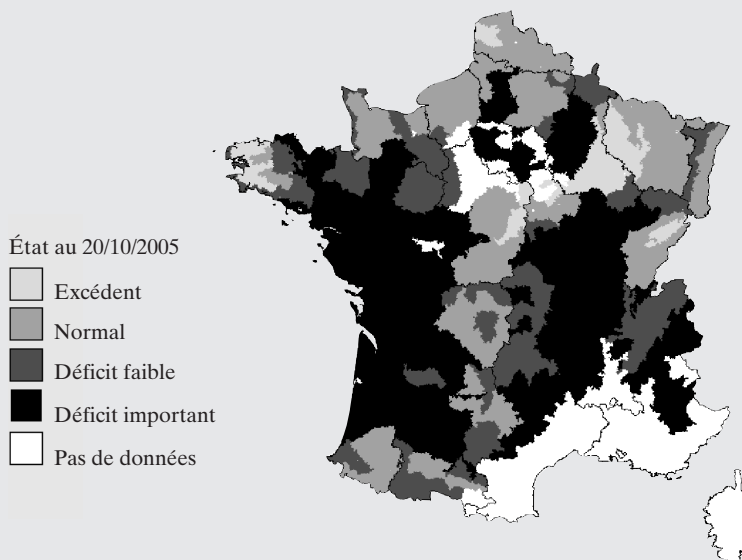 État au 20/10/2005
Excédent
Normal
Déficit faible
Déficit important
Pas de données